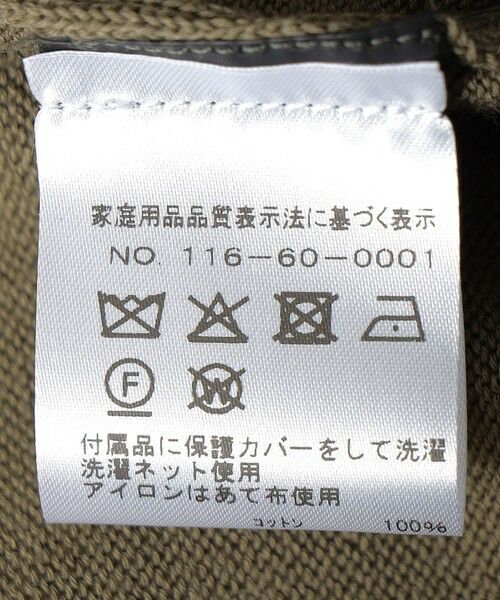 家庭用品品質表示法に基づく表示
NO. 116-60-0001
F W
付属品に保護カバーをして洗濯
洗濯ネット使用
アイロンはあて布使用
コットン 100%